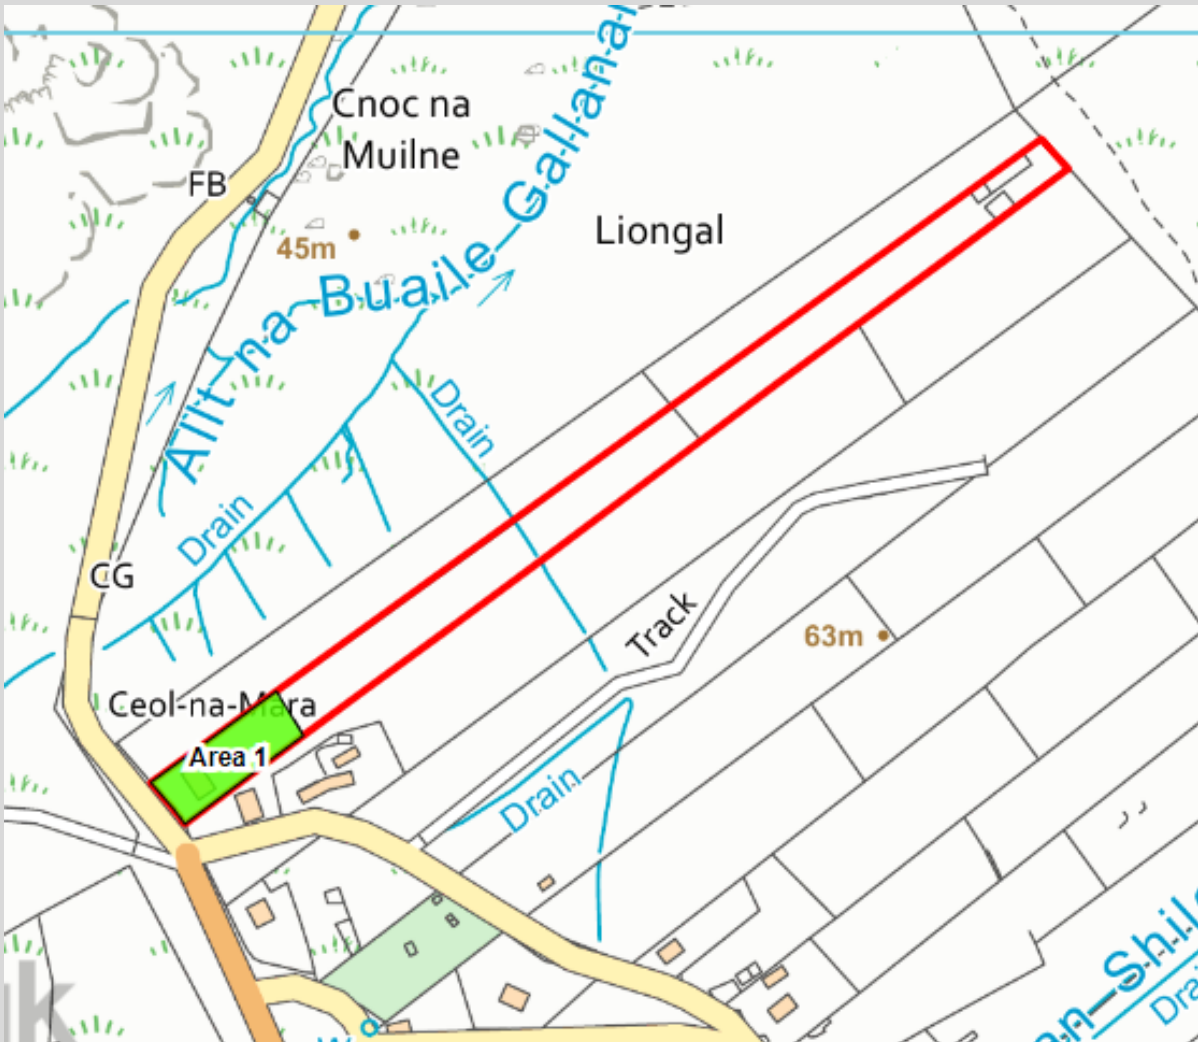 Cnoc na
Muilne
FB
45m
Allt na Buaile Gallana
Liongal
Drain
Drain
CG
Track
63m
Ceol-na-Mara
Area 1
Drain